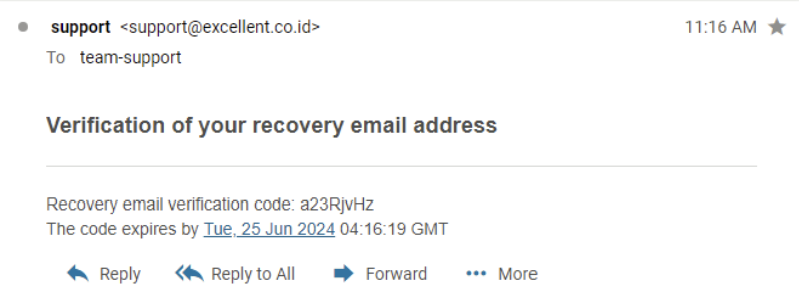 support <support@excellent.co.id> 11:16 AM
To team-support
Verification of your recovery email address
Recovery email verification code: a23RjvHz
The code expires by Tue, 25 Jun 2024 04:16:19 GMT
Reply Reply to All Forward More